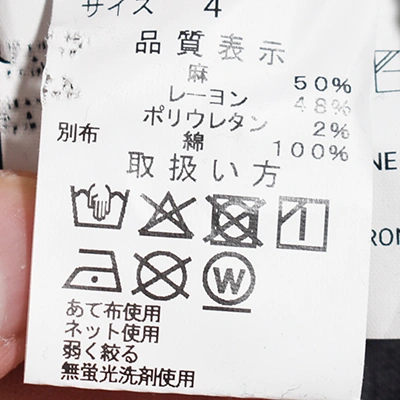 サイズ 4
品質表示
麻 50%
レーヨン 48%
ポリウレタン 2%
別布 綿 100%
取扱い方
W
あて布使用
ネット使用
弱く絞る
無蛍光洗剤使用
NE
RON